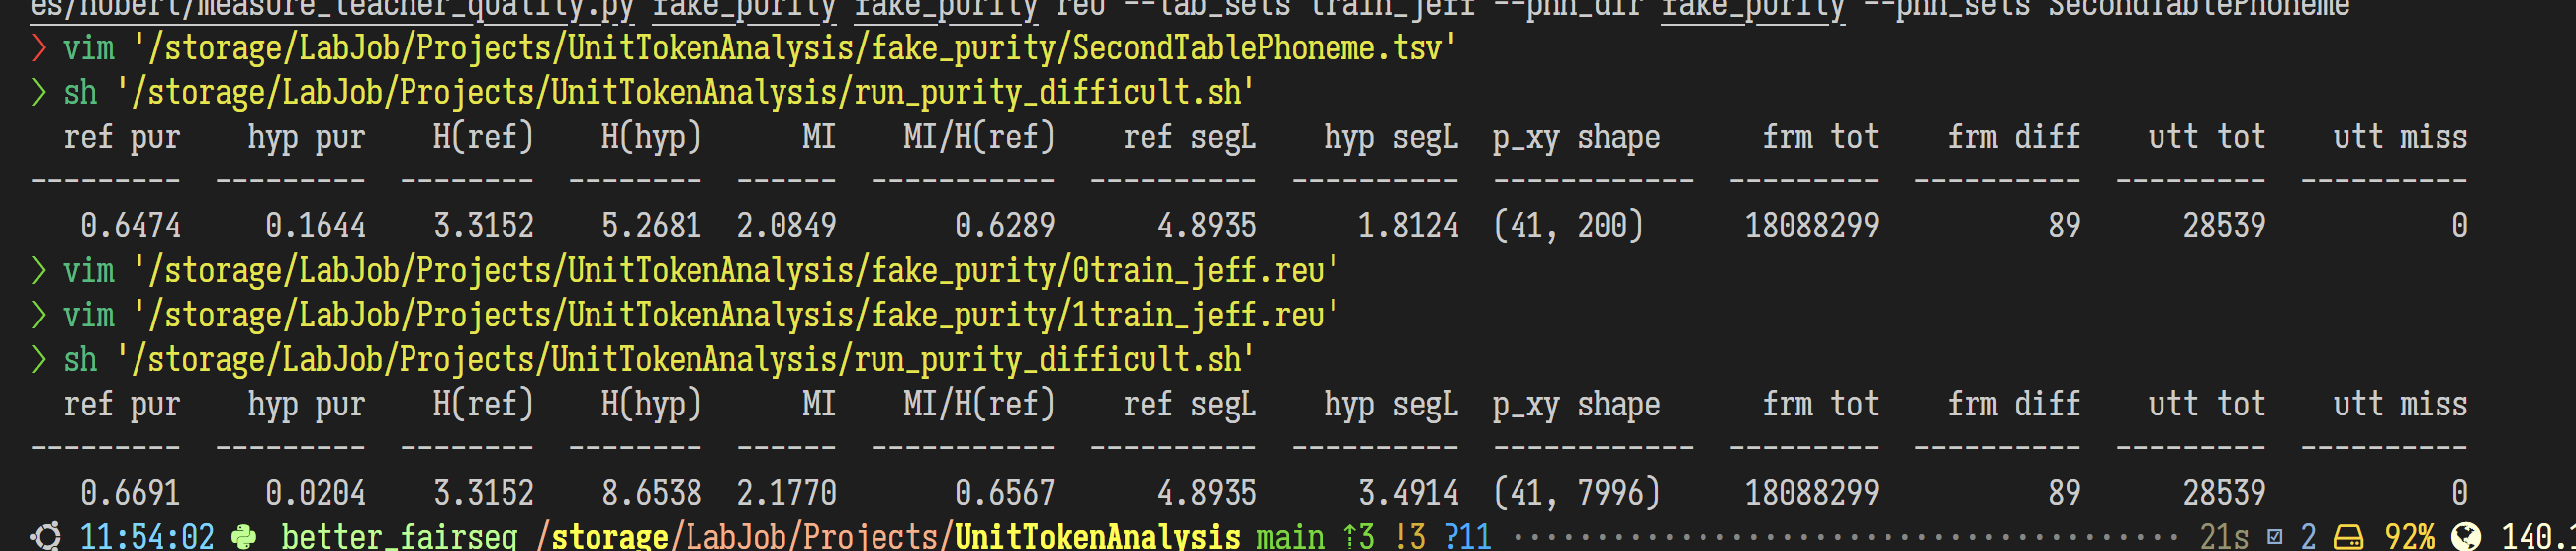 es/hubert/measure_teacher_quality.py fake_purity fake_purity reu --lab_sets train_jeff --phn_dir fake_purity --phn_sets SecondTablePhoneme
> vim '/storage/LabJob/Projects/UnitTokenAnalysis/fake_purity/SecondTablePhoneme.tsv'
> sh '/storage/LabJob/Projects/UnitTokenAnalysis/run_purity_difficult.sh'
ref pur hyp pur H(ref) H(hyp) MI MI/H(ref) ref segL hyp segL p_xy shape frm tot frm diff utt tot utt miss
--------- --------- -------- -------- ------ ----------- ---------- ---------- ------------ --------- ---------- --------- ----------
0.6474 0.1644 3.3152 5.2681 2.0849 0.6289 4.8935 1.8124 (41, 200) 18088299 89 28539 0
> vim '/storage/LabJob/Projects/UnitTokenAnalysis/fake_purity/0train_jeff.reu'
> vim '/storage/LabJob/Projects/UnitTokenAnalysis/fake_purity/1train_jeff.reu'
> sh '/storage/LabJob/Projects/UnitTokenAnalysis/run_purity_difficult.sh'
ref pur hyp pur H(ref) H(hyp) MI MI/H(ref) ref segL hyp segL p_xy shape frm tot frm diff utt tot utt miss
--------- --------- -------- -------- ------ ----------- ---------- ---------- ------------ --------- ---------- --------- ----------
0.6691 0.0204 3.3152 8.6538 2.1770 0.6567 4.8935 3.4914 (41, 7996) 18088299 89 28539 0
11:54:02 better_fairseq /storage/LabJob/Projects/UnitTokenAnalysis main ⇡3 !3 ?11 21s 2 92% 140.1